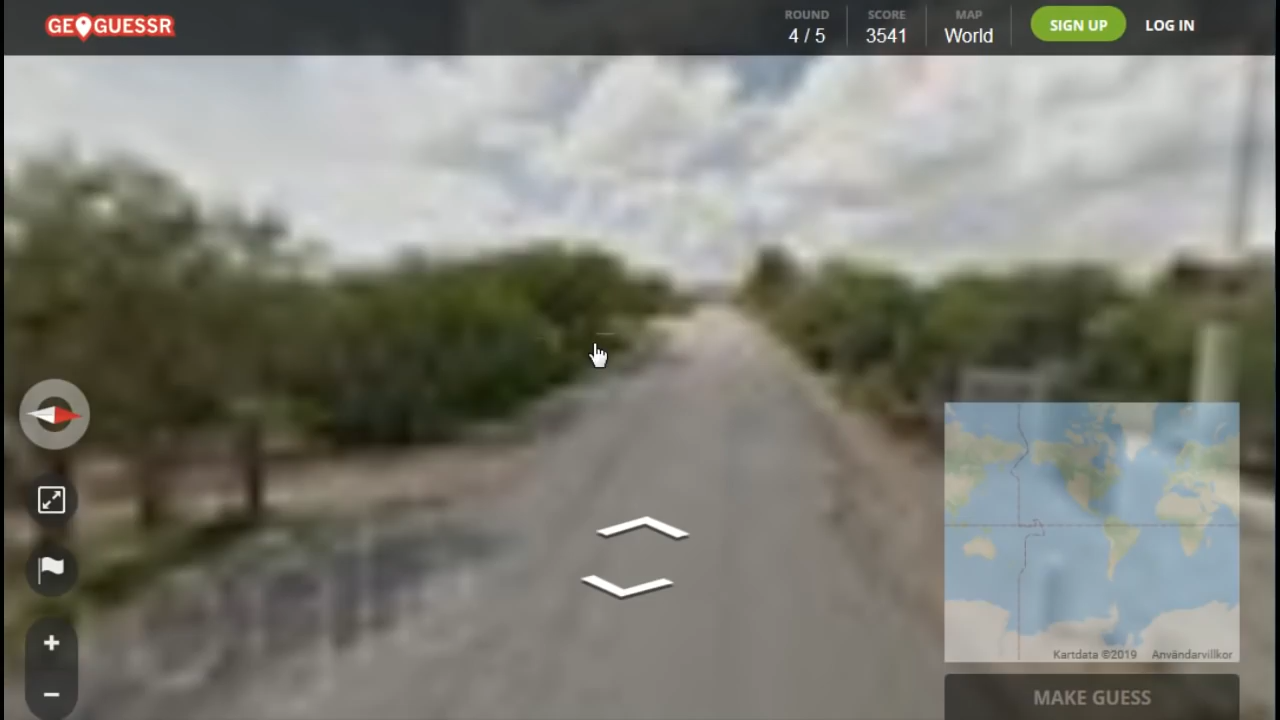 GEOGUESSR
ROUND
4 / 5
SCORE
3541
MAP
World
SIGN UP
LOG IN
Kartdata ©2019 Användarvillkor
MAKE GUESS